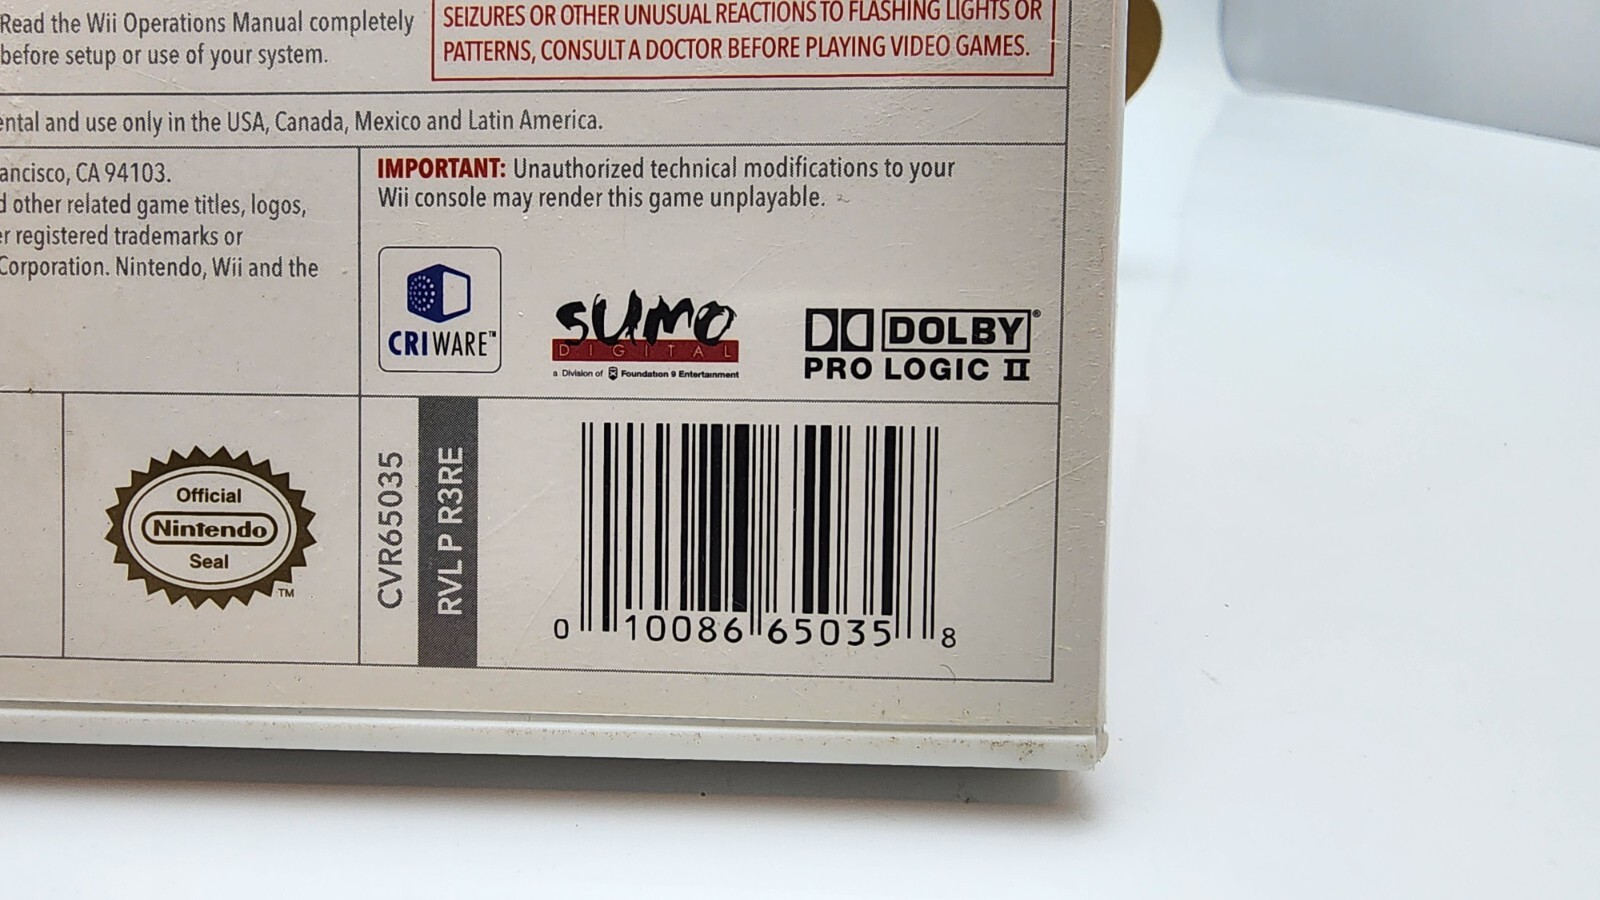 Read the Wii Operations Manual completely
before setup or use of your system.
SEIZURES OR OTHER UNUSUAL REACTIONS TO FLASHING LIGHTS OR
PATTERNS, CONSULT A DOCTOR BEFORE PLAYING VIDEO GAMES.
ental and use only in the USA, Canada, Mexico and Latin America.
ancisco, CA 94103.
d other related game titles, logos,
er registered trademarks or
Corporation. Nintendo, Wii and the
IMPORTANT: Unauthorized technical modifications to your
Wii console may render this game unplayable.
CRIWARE™
SUMO
DIGITAL
a Division of Foundation 9 Entertainment
DOLBY®
PRO LOGIC II
Official
Nintendo
Seal
TM
CVR65035
RVL P R3RE
0 10086 65035 8